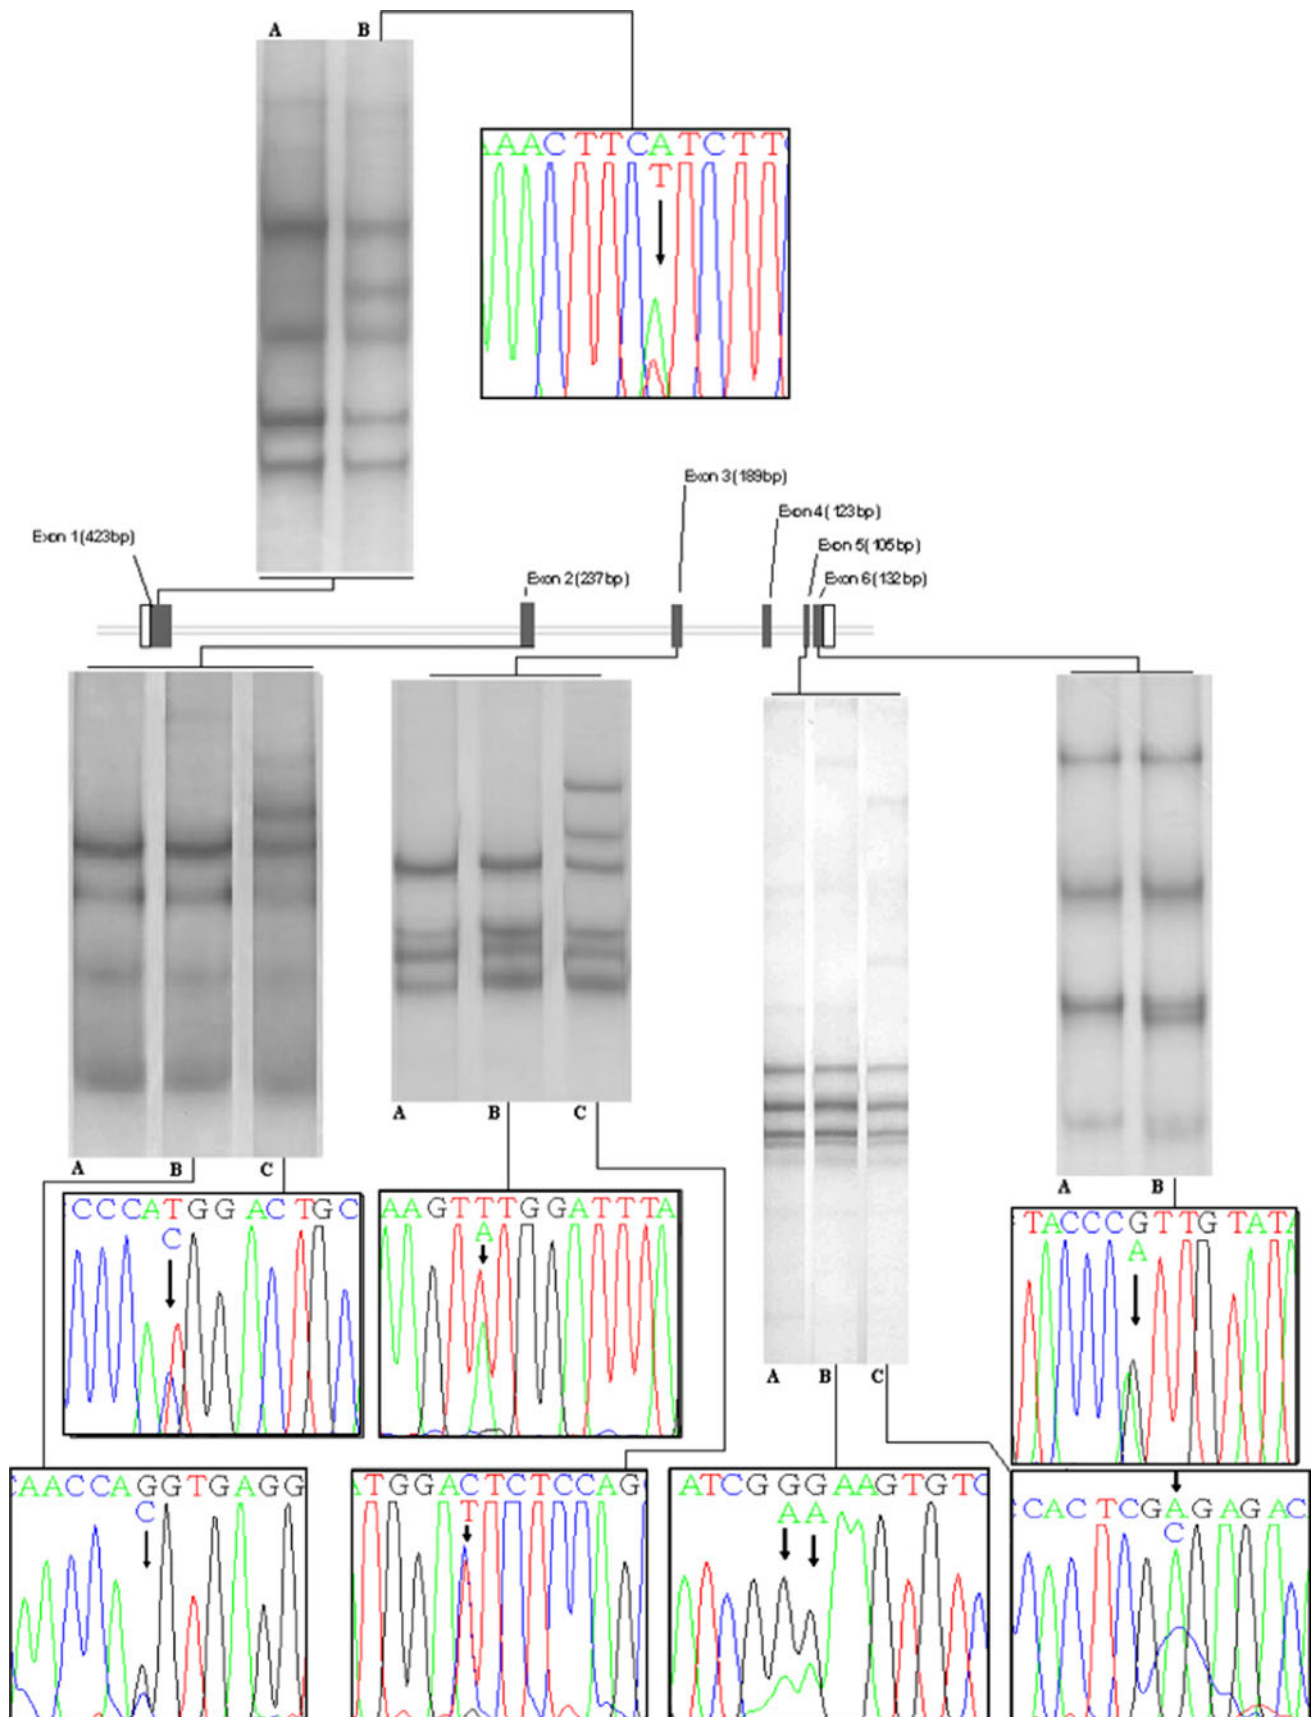 A B
AAACTTCATCTT
T
Exon 3 (189bp)
Exon 4 (123bp)
Exon 1 (423bp)
Exon 5 (105bp)
Exon 2 (237bp)
Exon 6 (132bp)
A B C
A B C
A B C
A B
CCCATGGACTGC
C
AAGTTTGGATTTA
A
TACCCGTTGTATA
A
AACCAGGTGAGG
C
TGGACTCTCCAG
T
ATCGGGAAGTGTC
AA
CACTCGAGAGAC
C